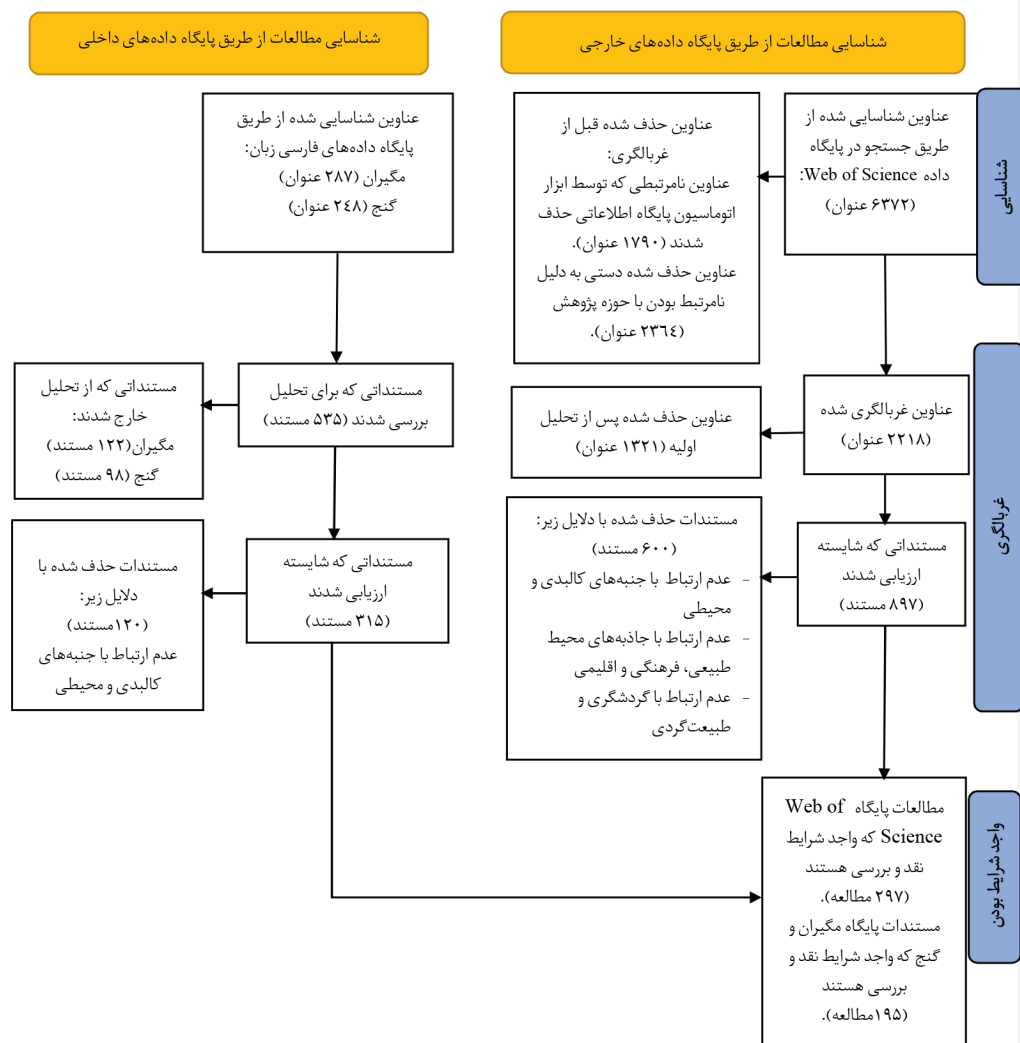 شناسایی مطالعات از طریق پایگاه داده‌های خارجی
شناسایی مطالعات از طریق پایگاه داده‌های داخلی
شناسایی
عناوین شناسایی شده از
طریق جستجو در پایگاه
داده Web of Science:
(۶۳۷۲ عنوان)
عناوین حذف شده قبل از
غربالگری:
عناوین نامرتبطی که توسط ابزار
اتوماسیون پایگاه اطلاعاتی حذف
شدند (۱۷۹۰ عنوان).
عناوین حذف شده دستی به دلیل
نامرتبط بودن با حوزه پژوهش
(۲۳٦٤ عنوان).
عناوین شناسایی شده از طریق
پایگاه داده‌های فارسی زبان:
مگیران (۲۸۷ عنوان)
گنج (۲٤۸ عنوان)
غربالگری
عناوین غربالگری شده
(۲۲۱۸ عنوان)
عناوین حذف شده پس از تحلیل
اولیه (۱۳۲۱ عنوان)
مستنداتی که برای تحلیل
بررسی شدند (۵۳۵ مستند)
مستنداتی که از تحلیل
خارج شدند:
مگیران(۱۲۲ مستند)
گنج (۹۸ مستند)
مستنداتی که شایسته
ارزیابی شدند
(۸۹۷ مستند)
مستندات حذف شده با دلایل زیر:
(۶۰۰ مستند)
- عدم ارتباط با جنبه‌های کالبدی و
محیطی
- عدم ارتباط با جاذبه‌های محیط
طبیعی، فرهنگی و اقلیمی
- عدم ارتباط با گردشگری و
طبیعت‌گردی
مستنداتی که شایسته
ارزیابی شدند
(۳۱۵ مستند)
مستندات حذف شده با
دلایل زیر:
(۱۲۰مستند)
عدم ارتباط با جنبه‌های
کالبدی و محیطی
واجد شرایط بودن
مطالعات پایگاه Web of
Science که واجد شرایط
نقد و بررسی هستند
(۲۹۷ مطالعه).
مستندات پایگاه مگیران و
گنج که واجد شرایط نقد و
بررسی هستند
(۱۹۵مطالعه).